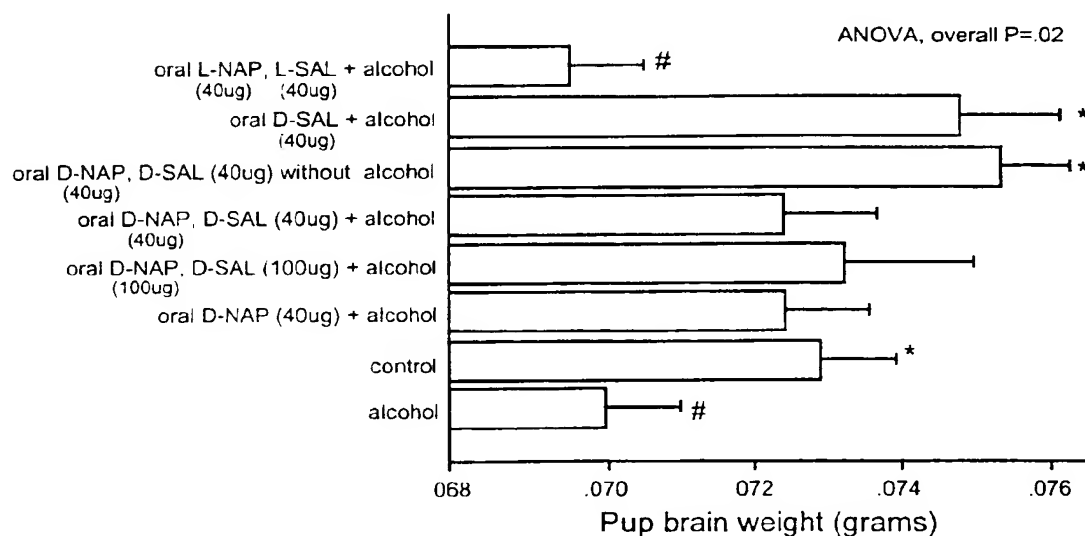 ANOVA, overall P=.02
oral L-NAP, L-SAL + alcohol #
(40ug) (40ug)
oral D-SAL + alcohol *
(40ug)
oral D-NAP, D-SAL (40ug) without alcohol *
(40ug)
oral D-NAP, D-SAL (40ug) + alcohol
(40ug)
oral D-NAP, D-SAL (100ug) + alcohol
(100ug)
oral D-NAP (40ug) + alcohol
control *
alcohol #
068 .070 072 .074 .076
Pup brain weight (grams)